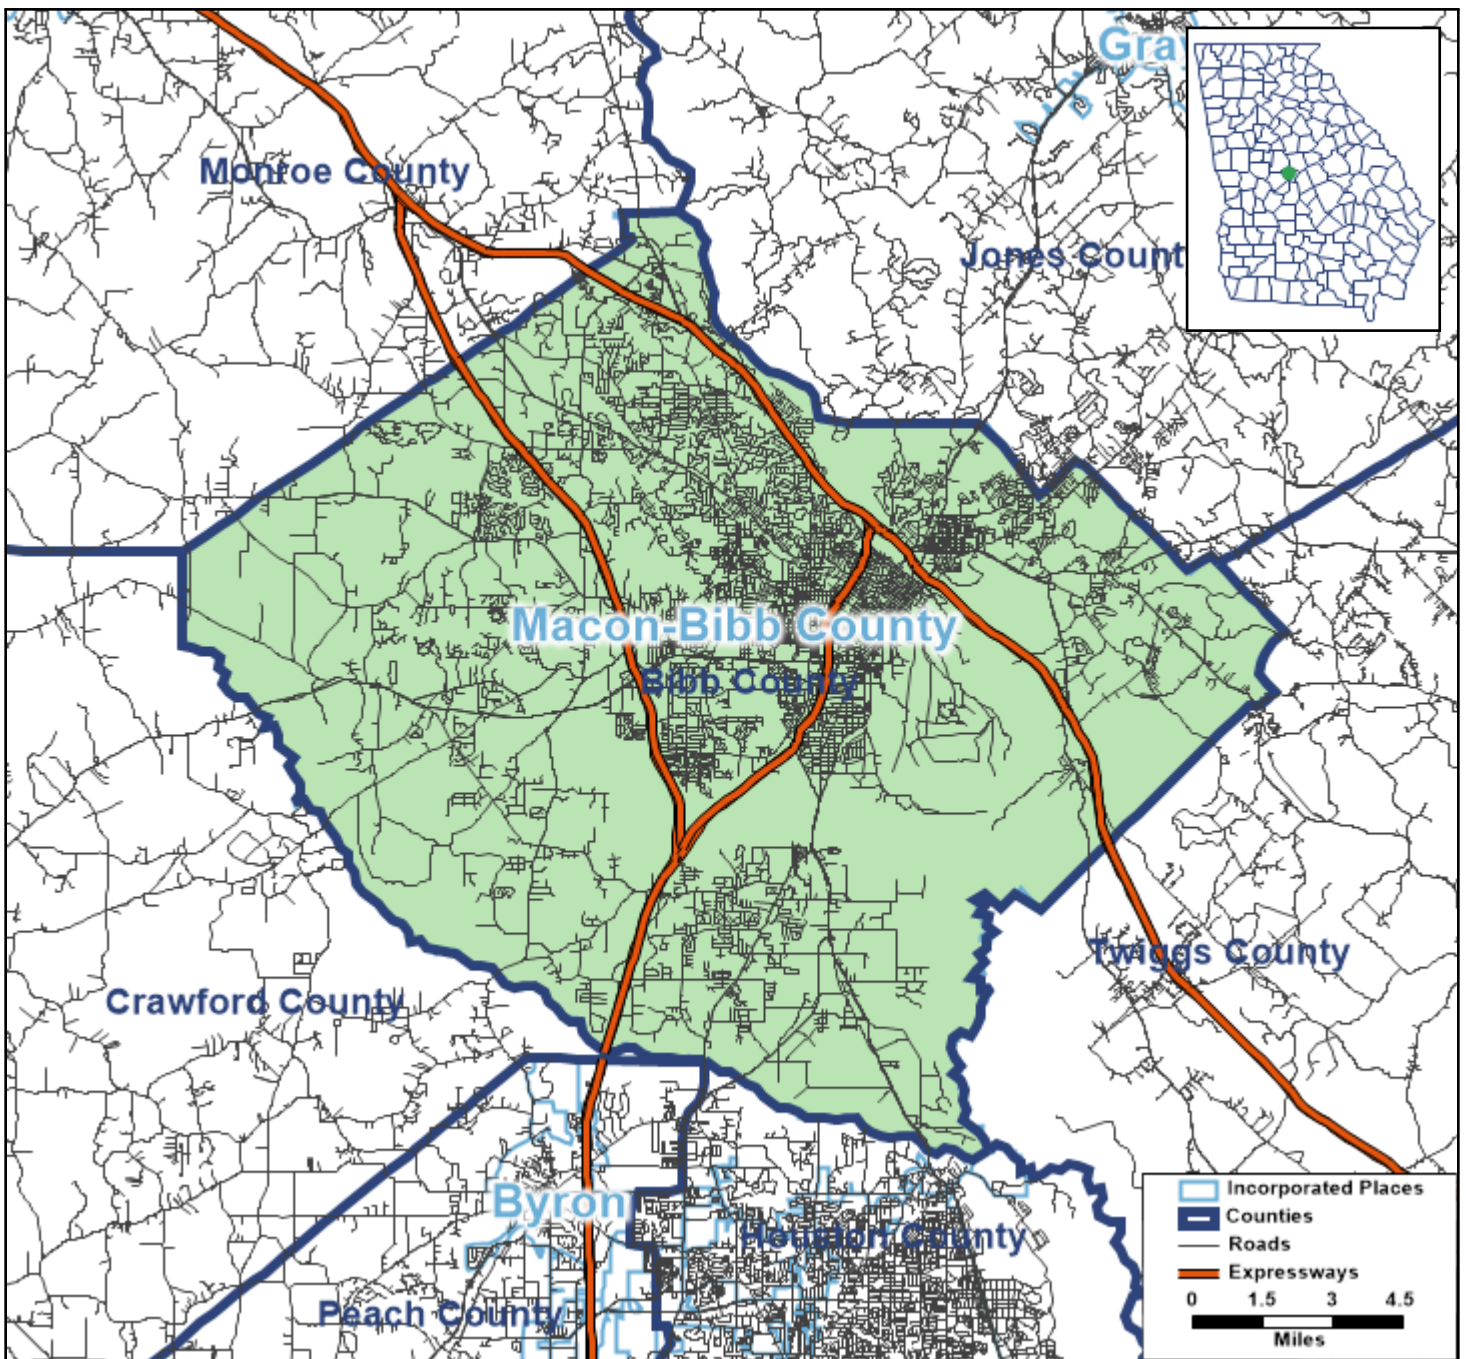 Gray
Monroe County
Jones Count
Macon-Bibb County
Bibb County
Twiggs County
Crawford County
Byron
Houston County
Peach County
Incorporated Places
Counties
Roads
Expressways
0 1.5 3 4.5
Miles